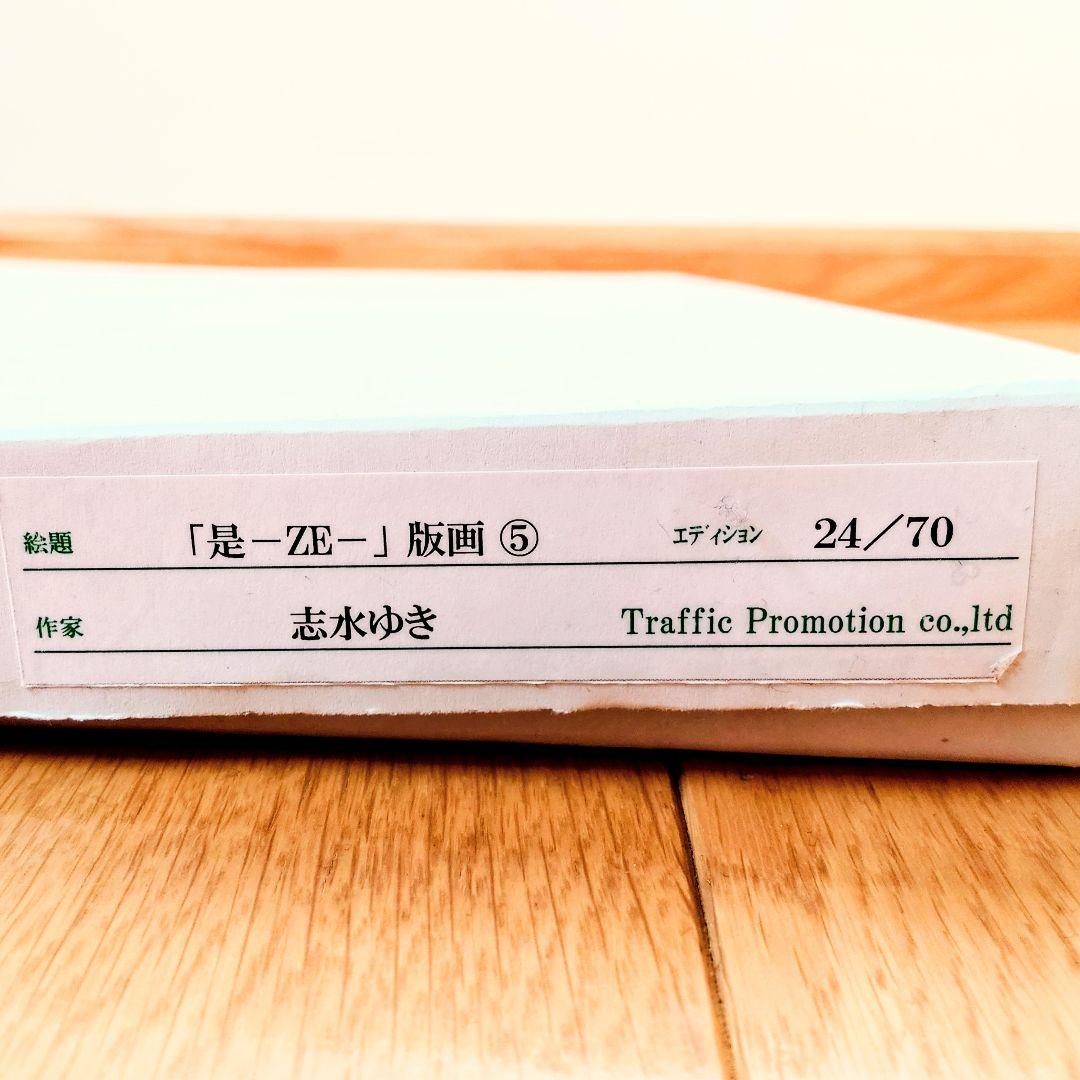 絵題 「是－ZE－」版画 ⑤ エディション 24／70
作家 志水ゆき Traffic Promotion co.,ltd